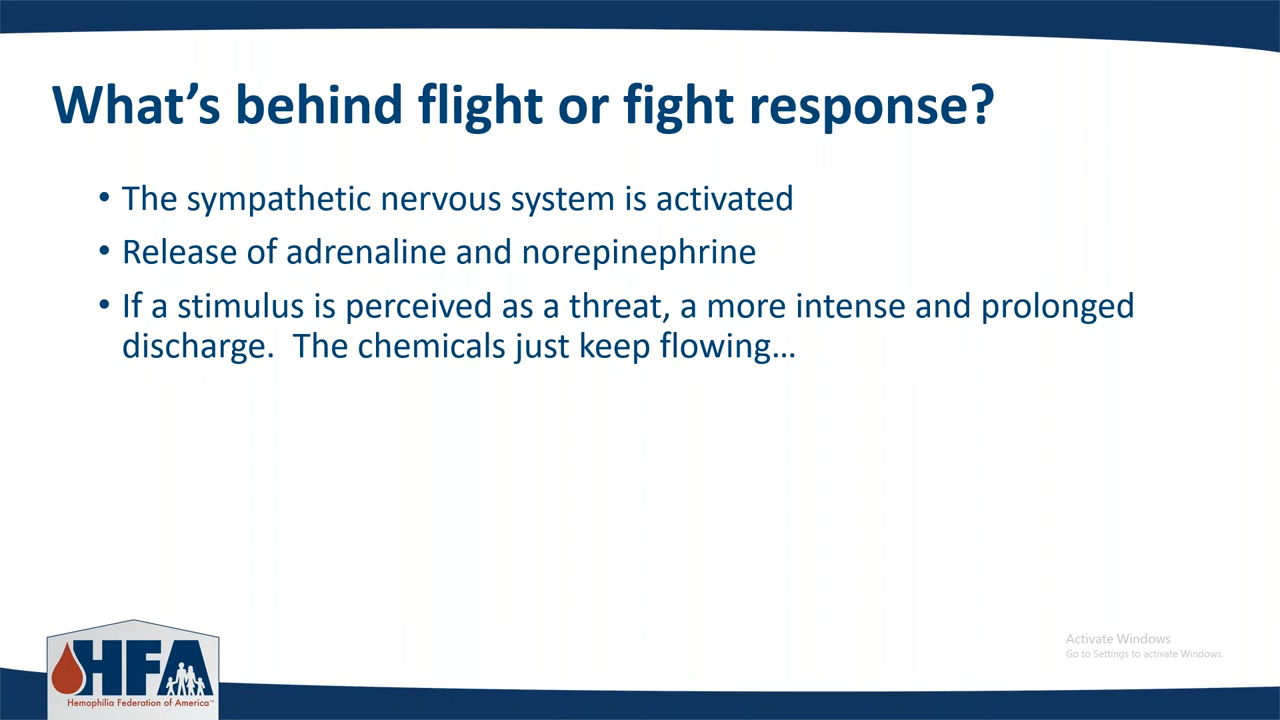 What’s behind flight or fight response?
• The sympathetic nervous system is activated
• Release of adrenaline and norepinephrine
• If a stimulus is perceived as a threat, a more intense and prolonged
discharge.  The chemicals just keep flowing…
Activate Windows
Go to Settings to activate Windows.
HFA
Hemophilia Federation of America™